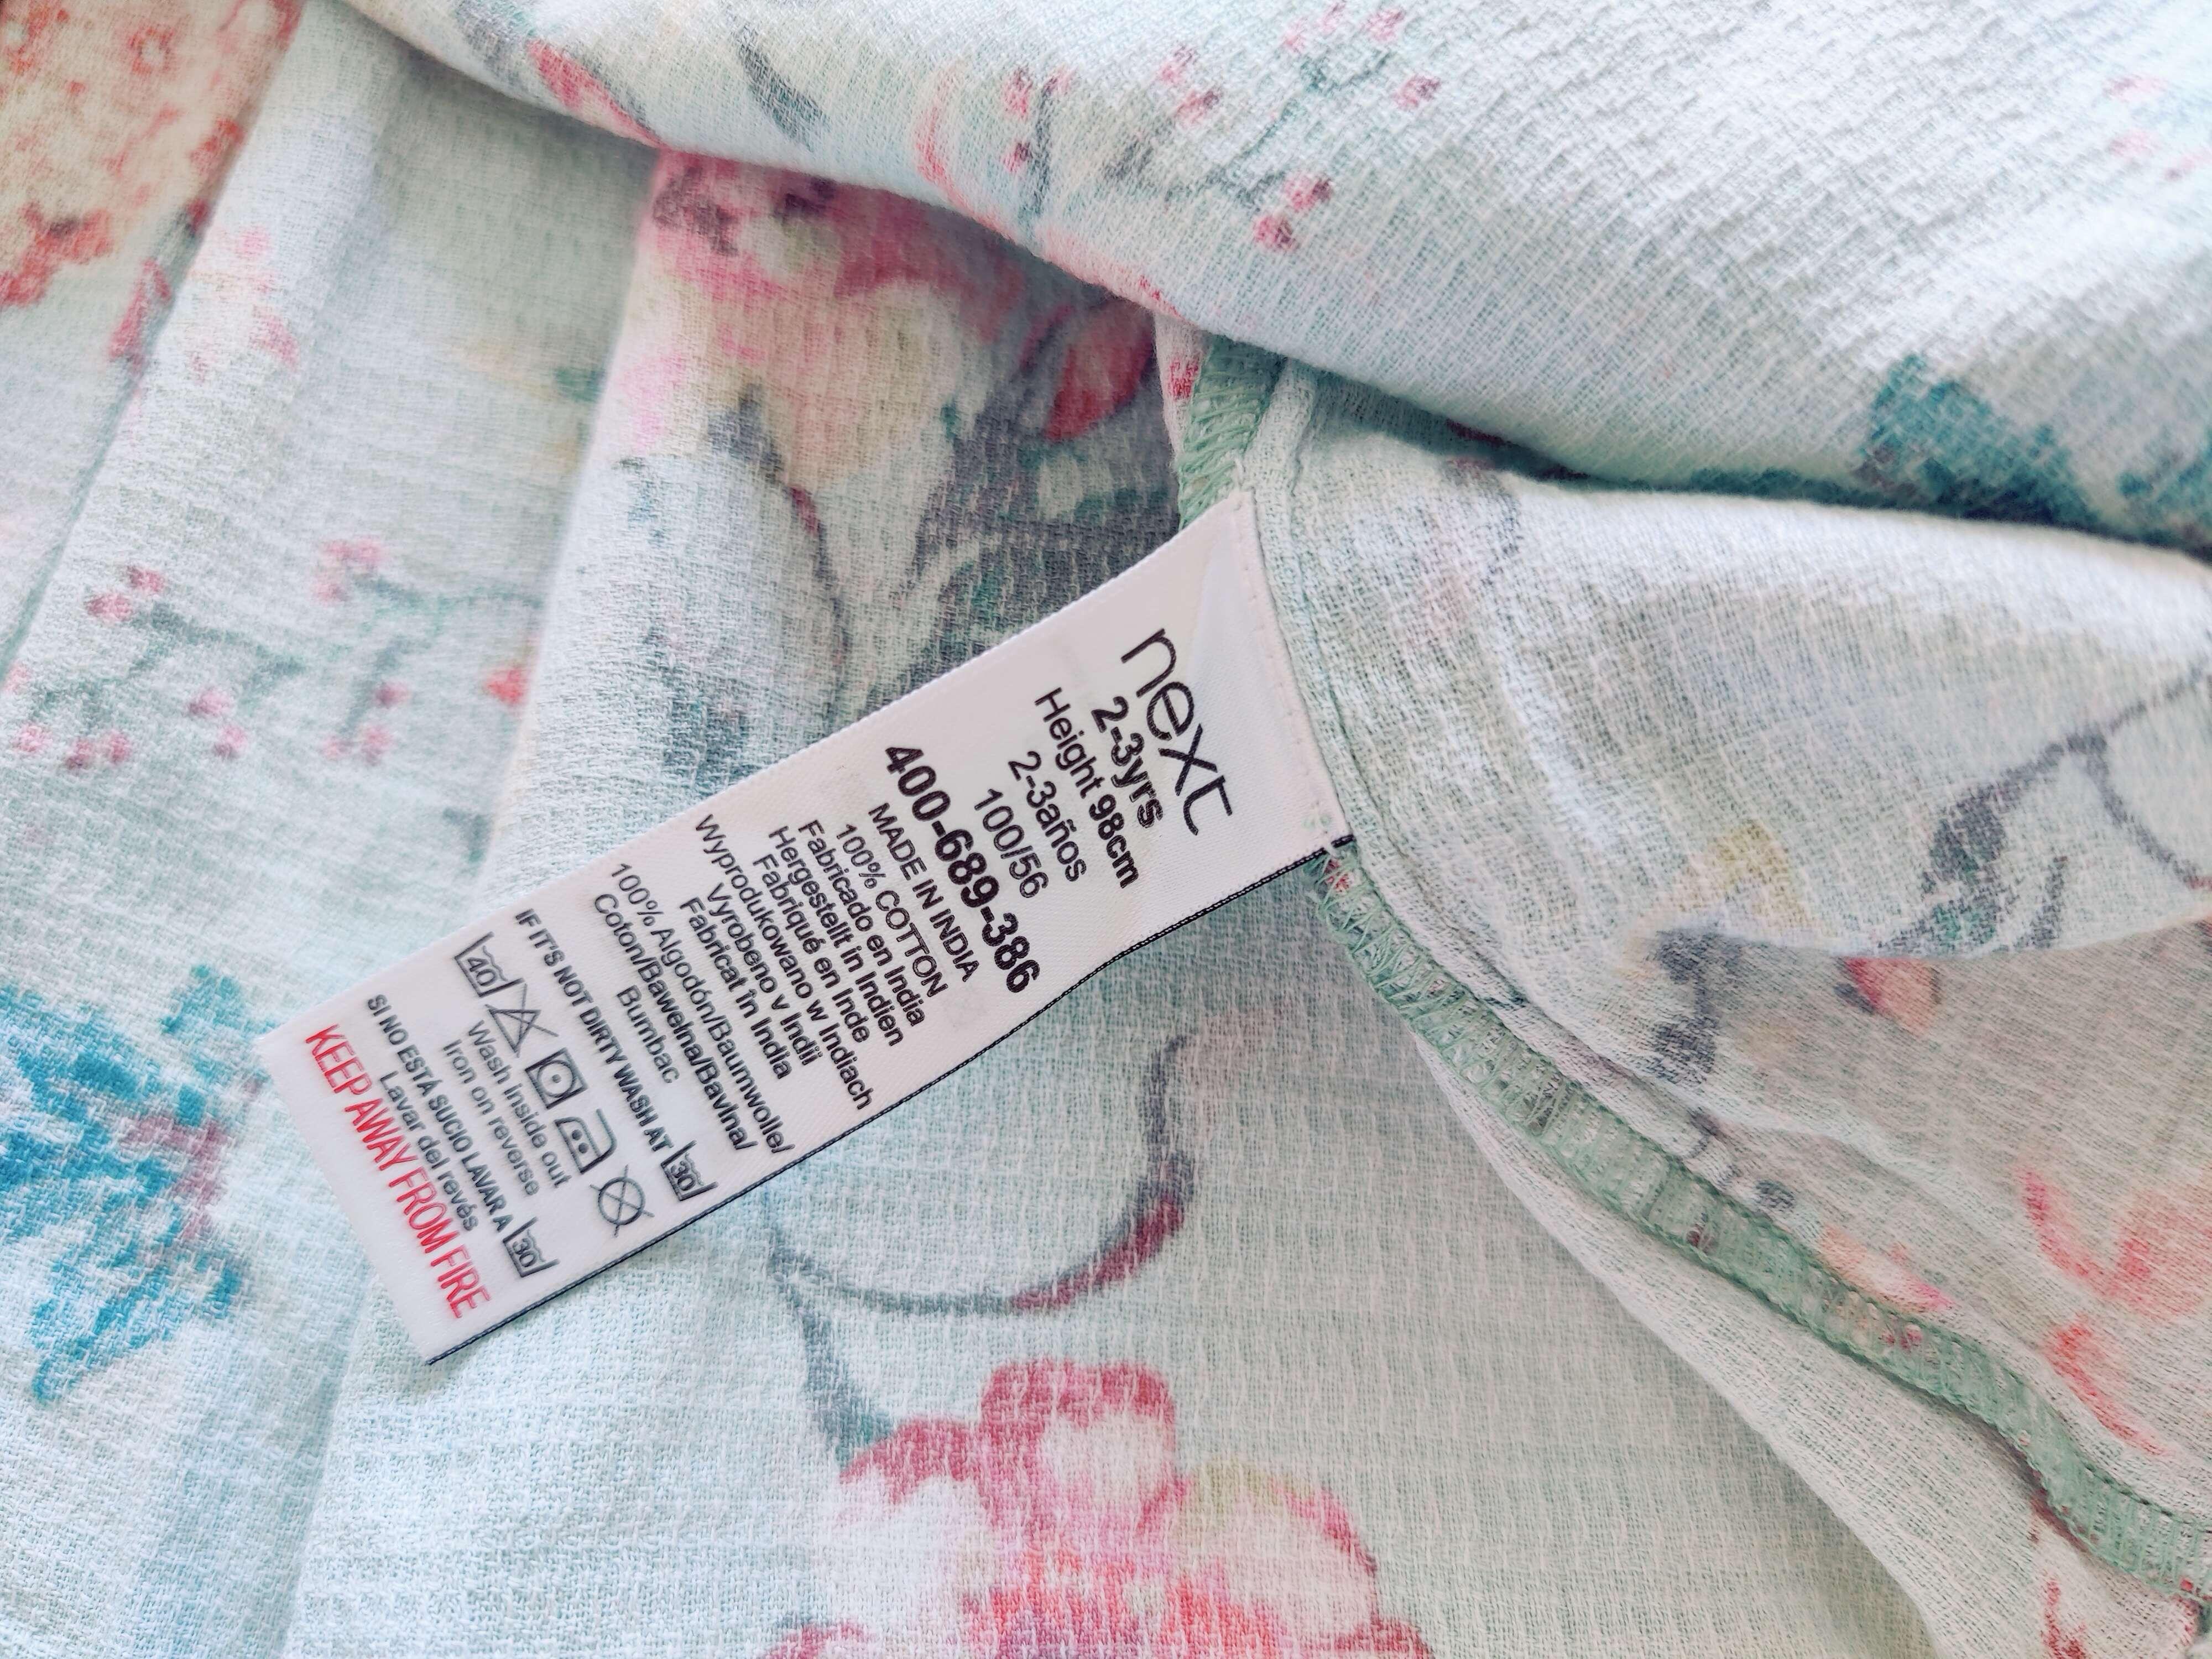 next
2-3yrs
Height 98cm
2-3años
100/56
400-689-386
MADE IN INDIA
100% COTTON
Fabricado en India
Hergestellt in Indien
Fabriqué en Inde
Wyprodukowano w Indiach
Vyrobeno v Indii
Fabricat în India
100% Algodón/Baumwolle/
Coton/Bawełna/Bavlna/
Bumbac
IF IT'S NOT DIRTY WASH AT 30
40
Wash inside out
Iron on reverse
SI NO ESTÁ SUCIO LAVAR A 30
Lavar del revés
KEEP AWAY FROM FIRE